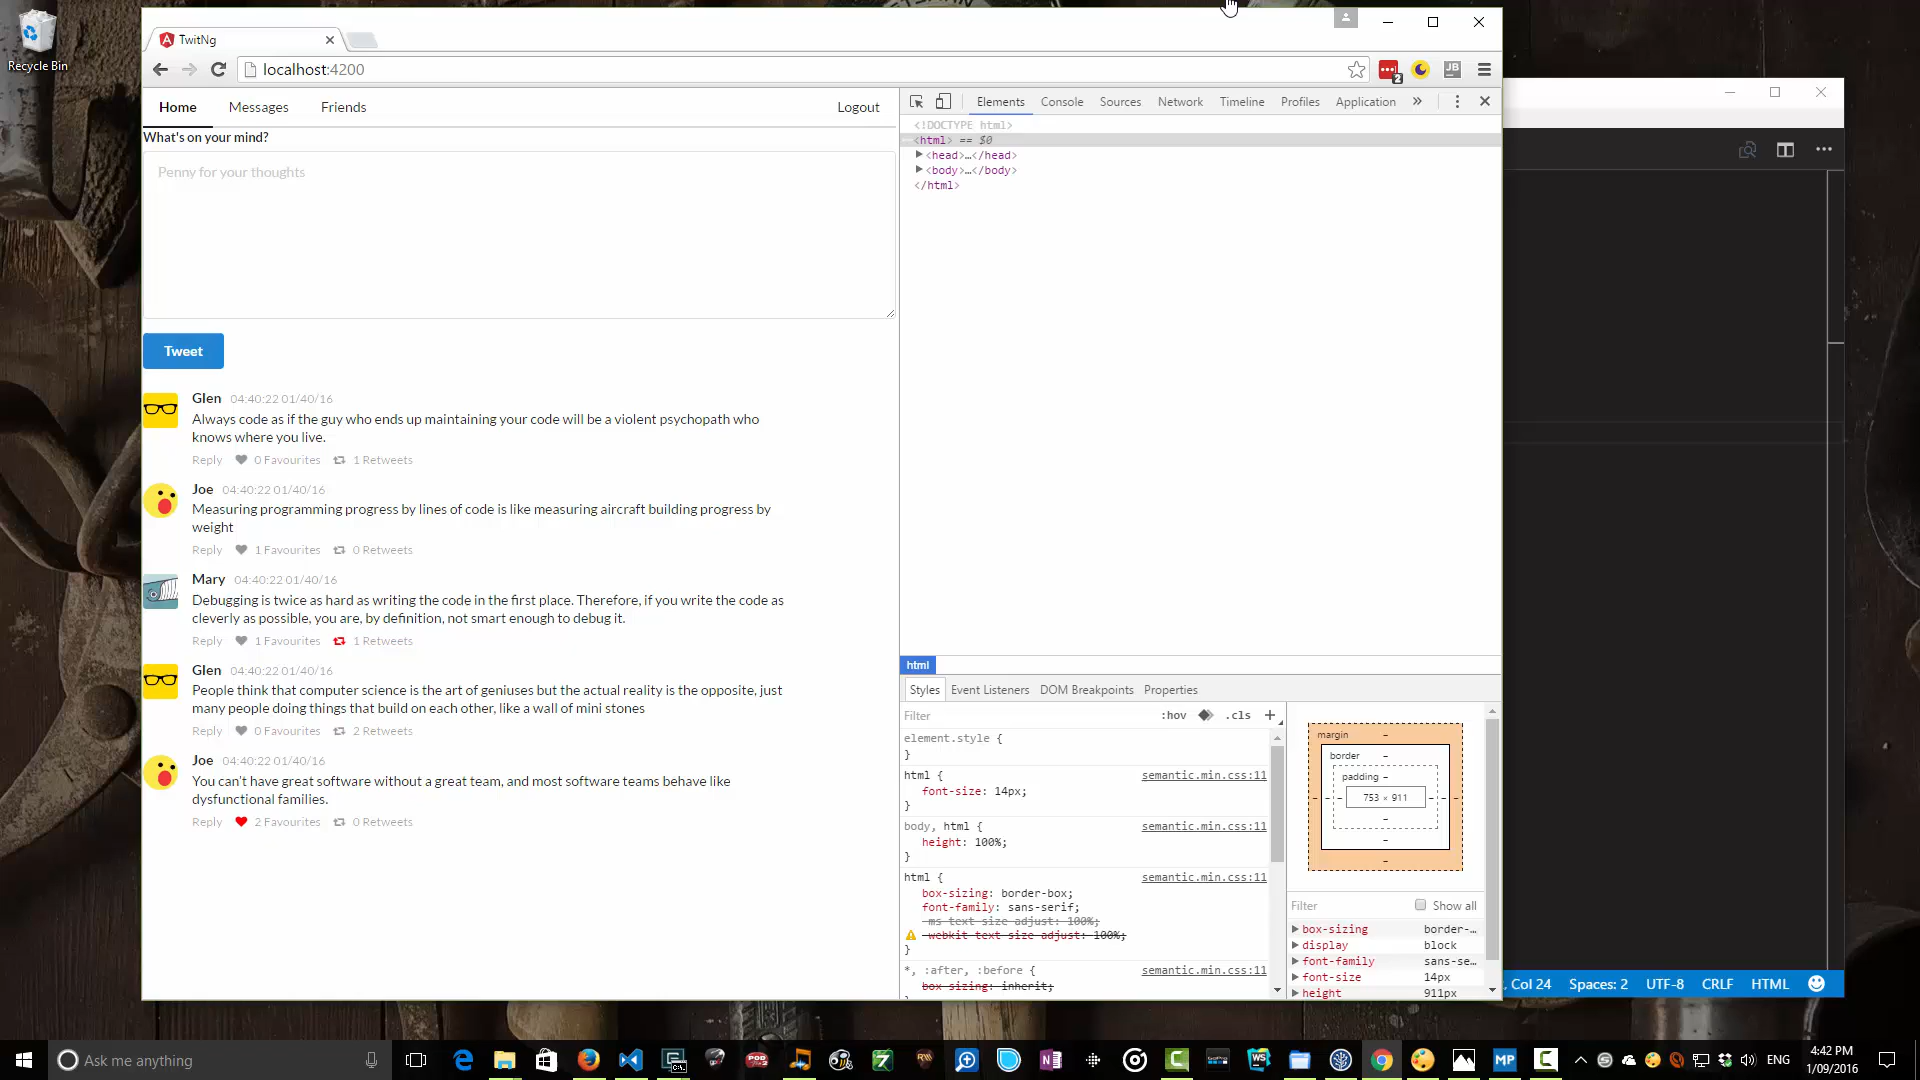 Recycle Bin
TwitNg
localhost:4200
2
JB
Home Messages Friends Logout
What's on your mind?
Penny for your thoughts
Tweet
Glen 04:40:22 01/40/16
Always code as if the guy who ends up maintaining your code will be a violent psychopath who
knows where you live.
Reply 0 Favourites 1 Retweets
Joe 04:40:22 01/40/16
Measuring programming progress by lines of code is like measuring aircraft building progress by
weight
Reply 1 Favourites 0 Retweets
Mary 04:40:22 01/40/16
Debugging is twice as hard as writing the code in the first place. Therefore, if you write the code as
cleverly as possible, you are, by definition, not smart enough to debug it.
Reply 1 Favourites 1 Retweets
Glen 04:40:22 01/40/16
People think that computer science is the art of geniuses but the actual reality is the opposite, just
many people doing things that build on each other, like a wall of mini stones
Reply 0 Favourites 2 Retweets
Joe 04:40:22 01/40/16
You can't have great software without a great team, and most software teams behave like
dysfunctional families.
Reply 2 Favourites 0 Retweets
Elements Console Sources Network Timeline Profiles Application »
<!DOCTYPE html>
<html> == $0
<head>…</head>
<body>…</body>
</html>
html
Styles Event Listeners DOM Breakpoints Properties
Filter :hov .cls +
element.style {
}
html { semantic.min.css:11
font-size: 14px;
}
body, html { semantic.min.css:11
height: 100%;
}
html { semantic.min.css:11
box-sizing: border-box;
font-family: sans-serif;
-ms-text-size-adjust: 100%;
-webkit-text-size-adjust: 100%;
}
*, :after, :before { semantic.min.css:11
box-sizing: inherit;
margin –
border –
padding –
753 × 911
Filter Show all
box-sizing border-…
display block
font-family sans-se…
font-size 14px
height 911px
, Col 24 Spaces: 2 UTF-8 CRLF HTML
Ask me anything
POD
WS
MP
ENG
4:42 PM
1/09/2016